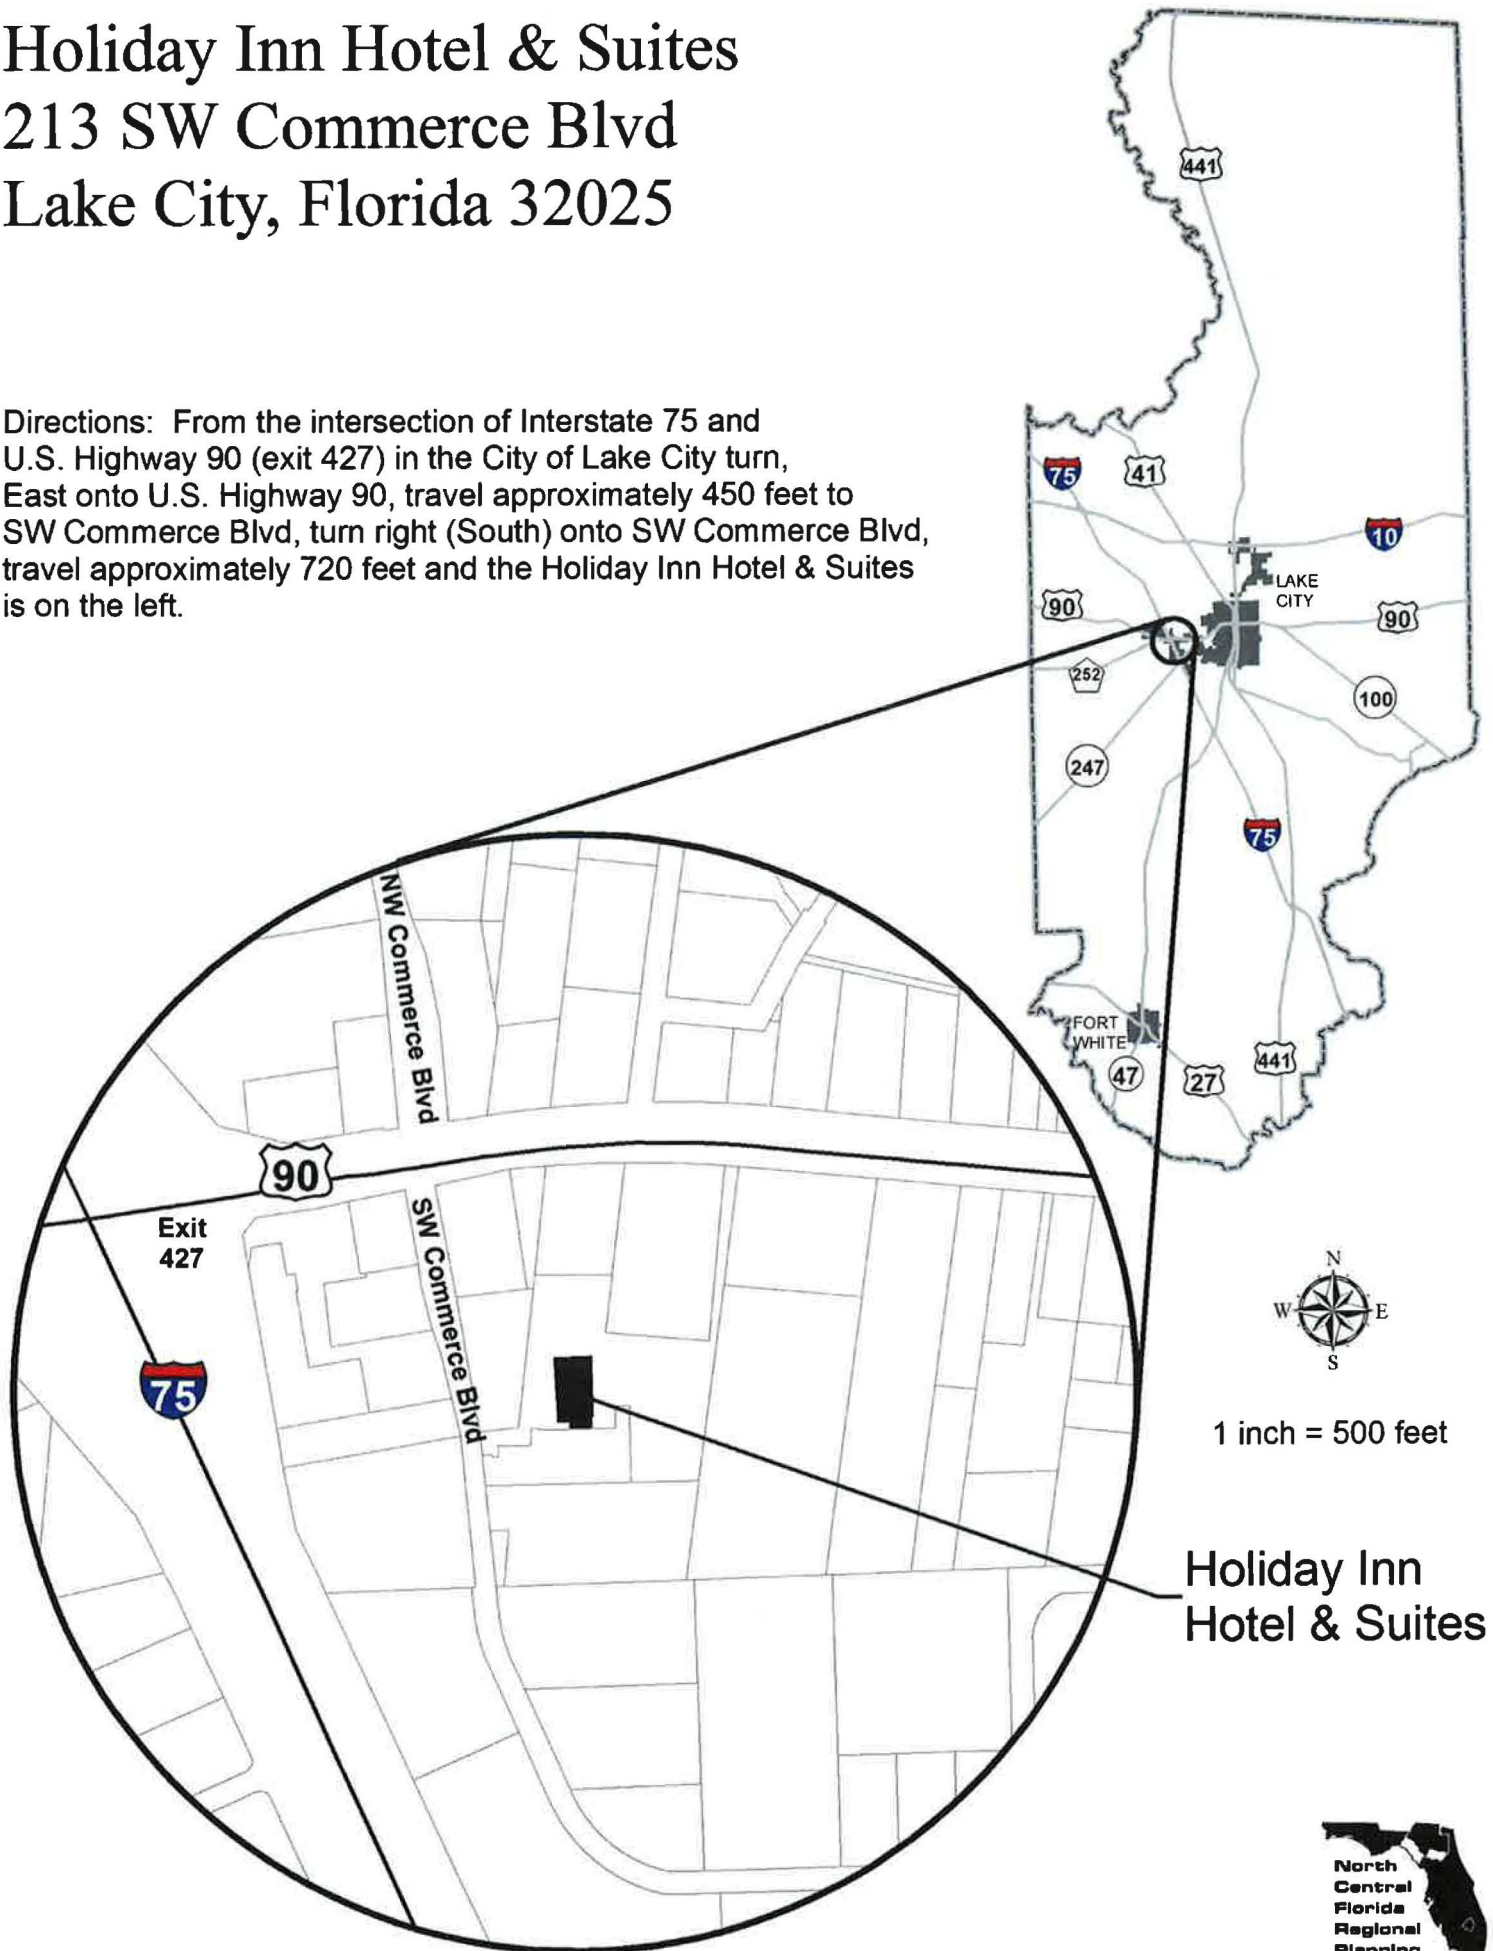 Holiday Inn Hotel & Suites
213 SW Commerce Blvd
Lake City, Florida 32025
Directions:  From the intersection of Interstate 75 and
U.S. Highway 90 (exit 427) in the City of Lake City turn,
East onto U.S. Highway 90, travel approximately 450 feet to
SW Commerce Blvd, turn right (South) onto SW Commerce Blvd,
travel approximately 720 feet and the Holiday Inn Hotel & Suites
is on the left.
441
75
41
10
LAKE
CITY
90
90
252
100
247
75
FORT
WHITE
47
27
441
NW Commerce Blvd
90
Exit
427
SW Commerce Blvd
75
N
W
E
S
1 inch = 500 feet
Holiday Inn
Hotel & Suites
North
Central
Florida
Regional
Planning